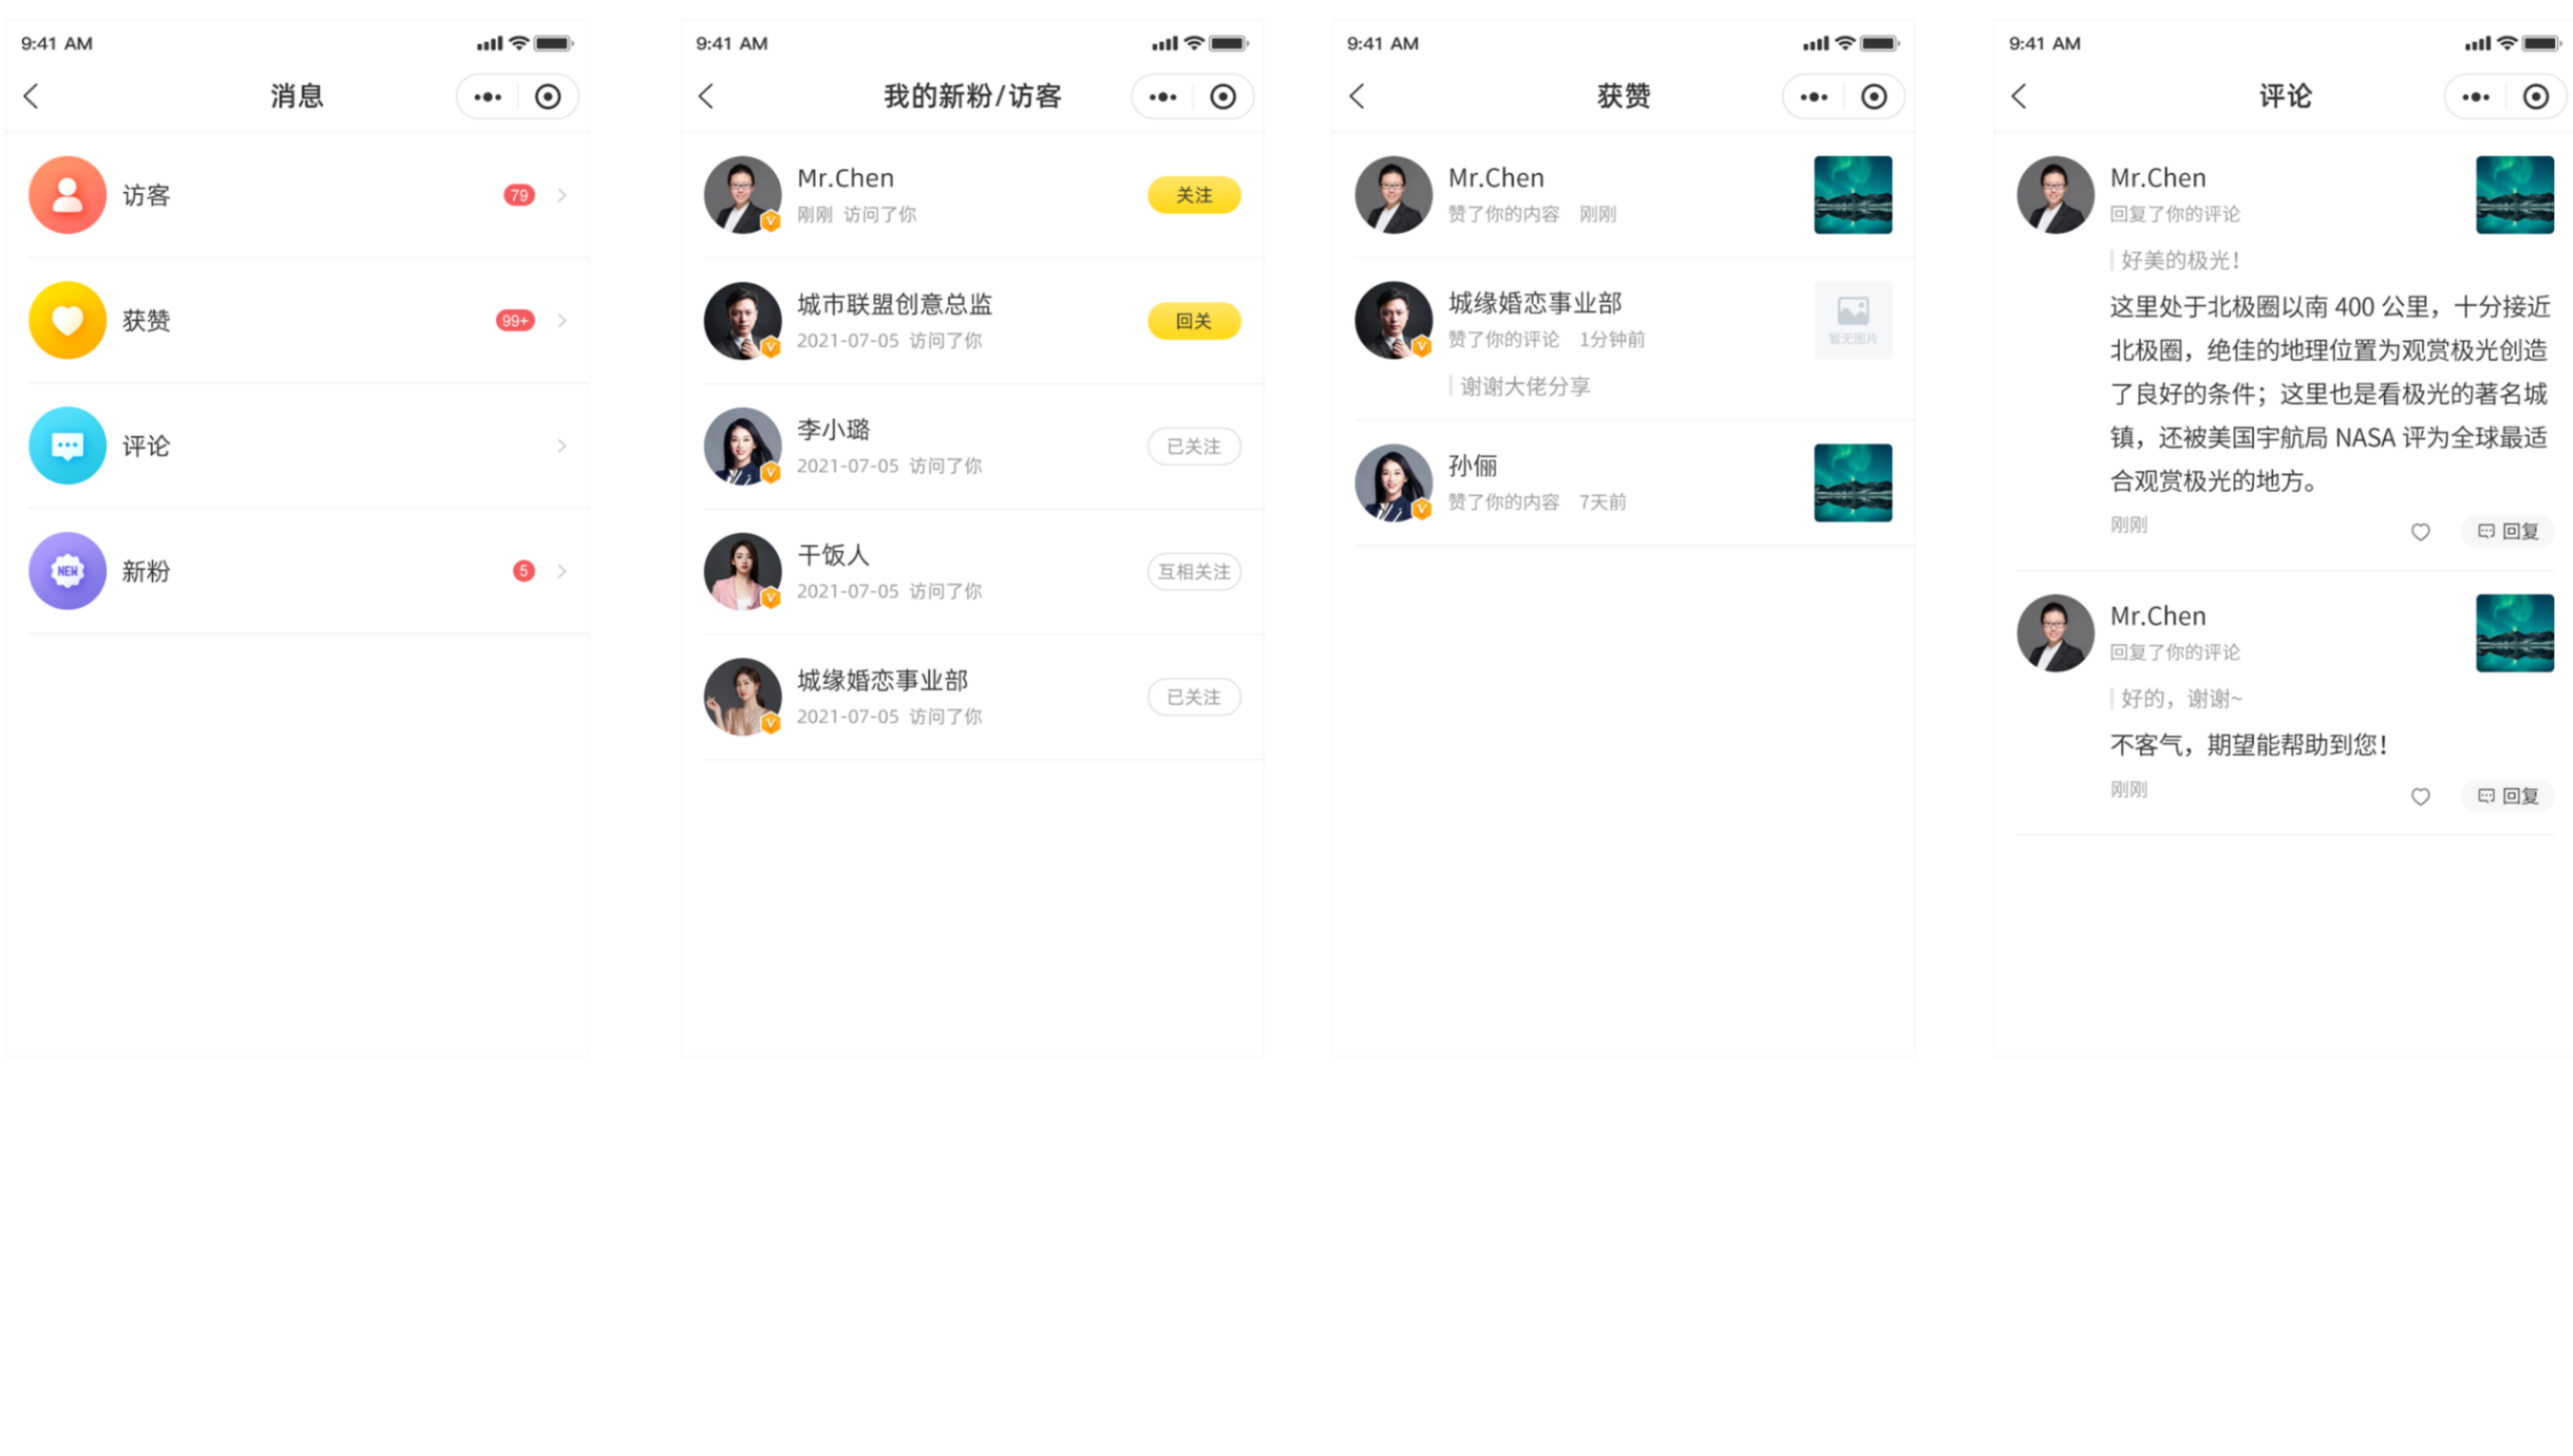 9:41 AM
消息
访客
79
获赞
99+
评论
NEW
新粉
5
9:41 AM
我的新粉/访客
Mr.Chen
刚刚 访问了你
关注
城市联盟创意总监
2021-07-05 访问了你
回关
李小璐
2021-07-05 访问了你
已关注
干饭人
2021-07-05 访问了你
互相关注
城缘婚恋事业部
2021-07-05 访问了你
已关注
9:41 AM
获赞
Mr.Chen
赞了你的内容 刚刚
城缘婚恋事业部
赞了你的评论 1分钟前
暂无图片
谢谢大佬分享
孙俪
赞了你的内容 7天前
9:41 AM
评论
Mr.Chen
回复了你的评论
好美的极光！
这里处于北极圈以南 400 公里，十分接近
北极圈，绝佳的地理位置为观赏极光创造
了良好的条件；这里也是看极光的著名城
镇，还被美国宇航局 NASA 评为全球最适
合观赏极光的地方。
刚刚
回复
Mr.Chen
回复了你的评论
好的，谢谢~
不客气，期望能帮助到您！
刚刚
回复